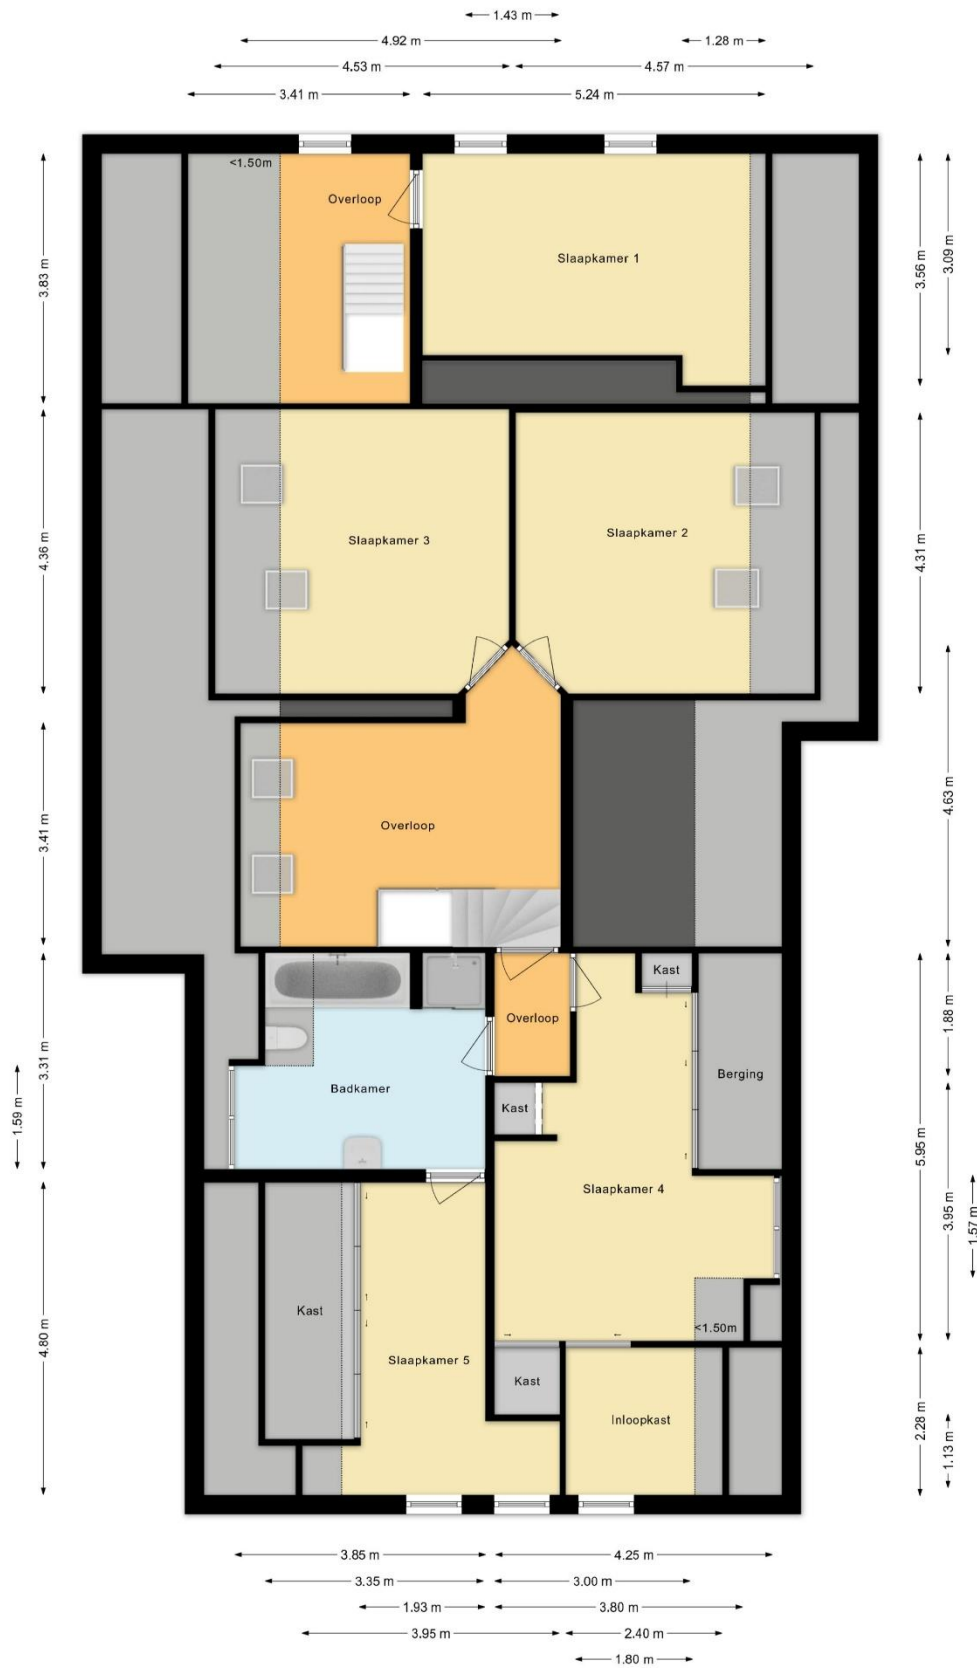 1.43 m
4.92 m
1.28 m
4.53 m
4.57 m
3.41 m
5.24 m
<1.50m
Overloop
Slaapkamer 1
3.83 m
3.56 m
3.09 m
Slaapkamer 3
Slaapkamer 2
4.36 m
4.31 m
Overloop
3.41 m
4.63 m
Kast
Overloop
Badkamer
Berging
Kast
3.31 m
1.59 m
1.88 m
Slaapkamer 4
5.95 m
3.95 m
1.57 m
Kast
<1.50m
4.80 m
Slaapkamer 5
Kast
Inloopkast
2.28 m
1.13 m
3.85 m
4.25 m
3.35 m
3.00 m
1.93 m
3.80 m
3.95 m
2.40 m
1.80 m